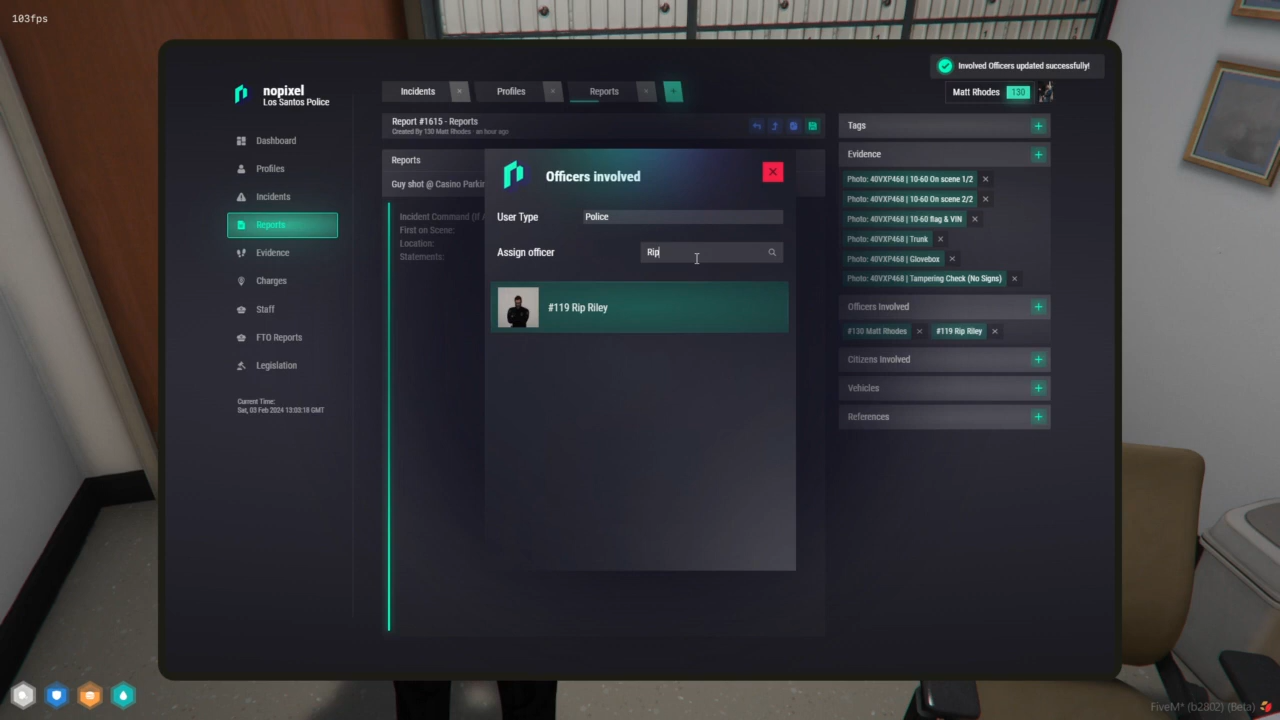 103fps
Involved Officers updated successfully!
nopixel
Los Santos Police
Incidents
Profiles
Reports
Matt Rhodes 130
Dashboard
Profiles
Incidents
Reports
Evidence
Charges
Staff
FTO Reports
Legislation
Current Time:
Sat, 03 Feb 2024 13:03:18 GMT
Report #1615 - Reports
Created By 130 Matt Rhodes - an hour ago
Reports
Guy shot @ Casino Parkin
Incident Command (If
First on Scene:
Location:
Statements:
Officers involved
User Type Police
Assign officer Rip
#119 Rip Riley
Tags
Evidence
Photo: 40VXP468 | 10-60 On scene 1/2
Photo: 40VXP468 | 10-60 On scene 2/2
Photo: 40VXP468 | 10-60 flag & VIN
Photo: 40VXP468 | Trunk
Photo: 40VXP468 | Glovebox
Photo: 40VXP468 | Tampering Check (No Signs)
Officers Involved
#130 Matt Rhodes #119 Rip Riley
Citizens Involved
Vehicles
References
FiveM* (b2802) (Beta)